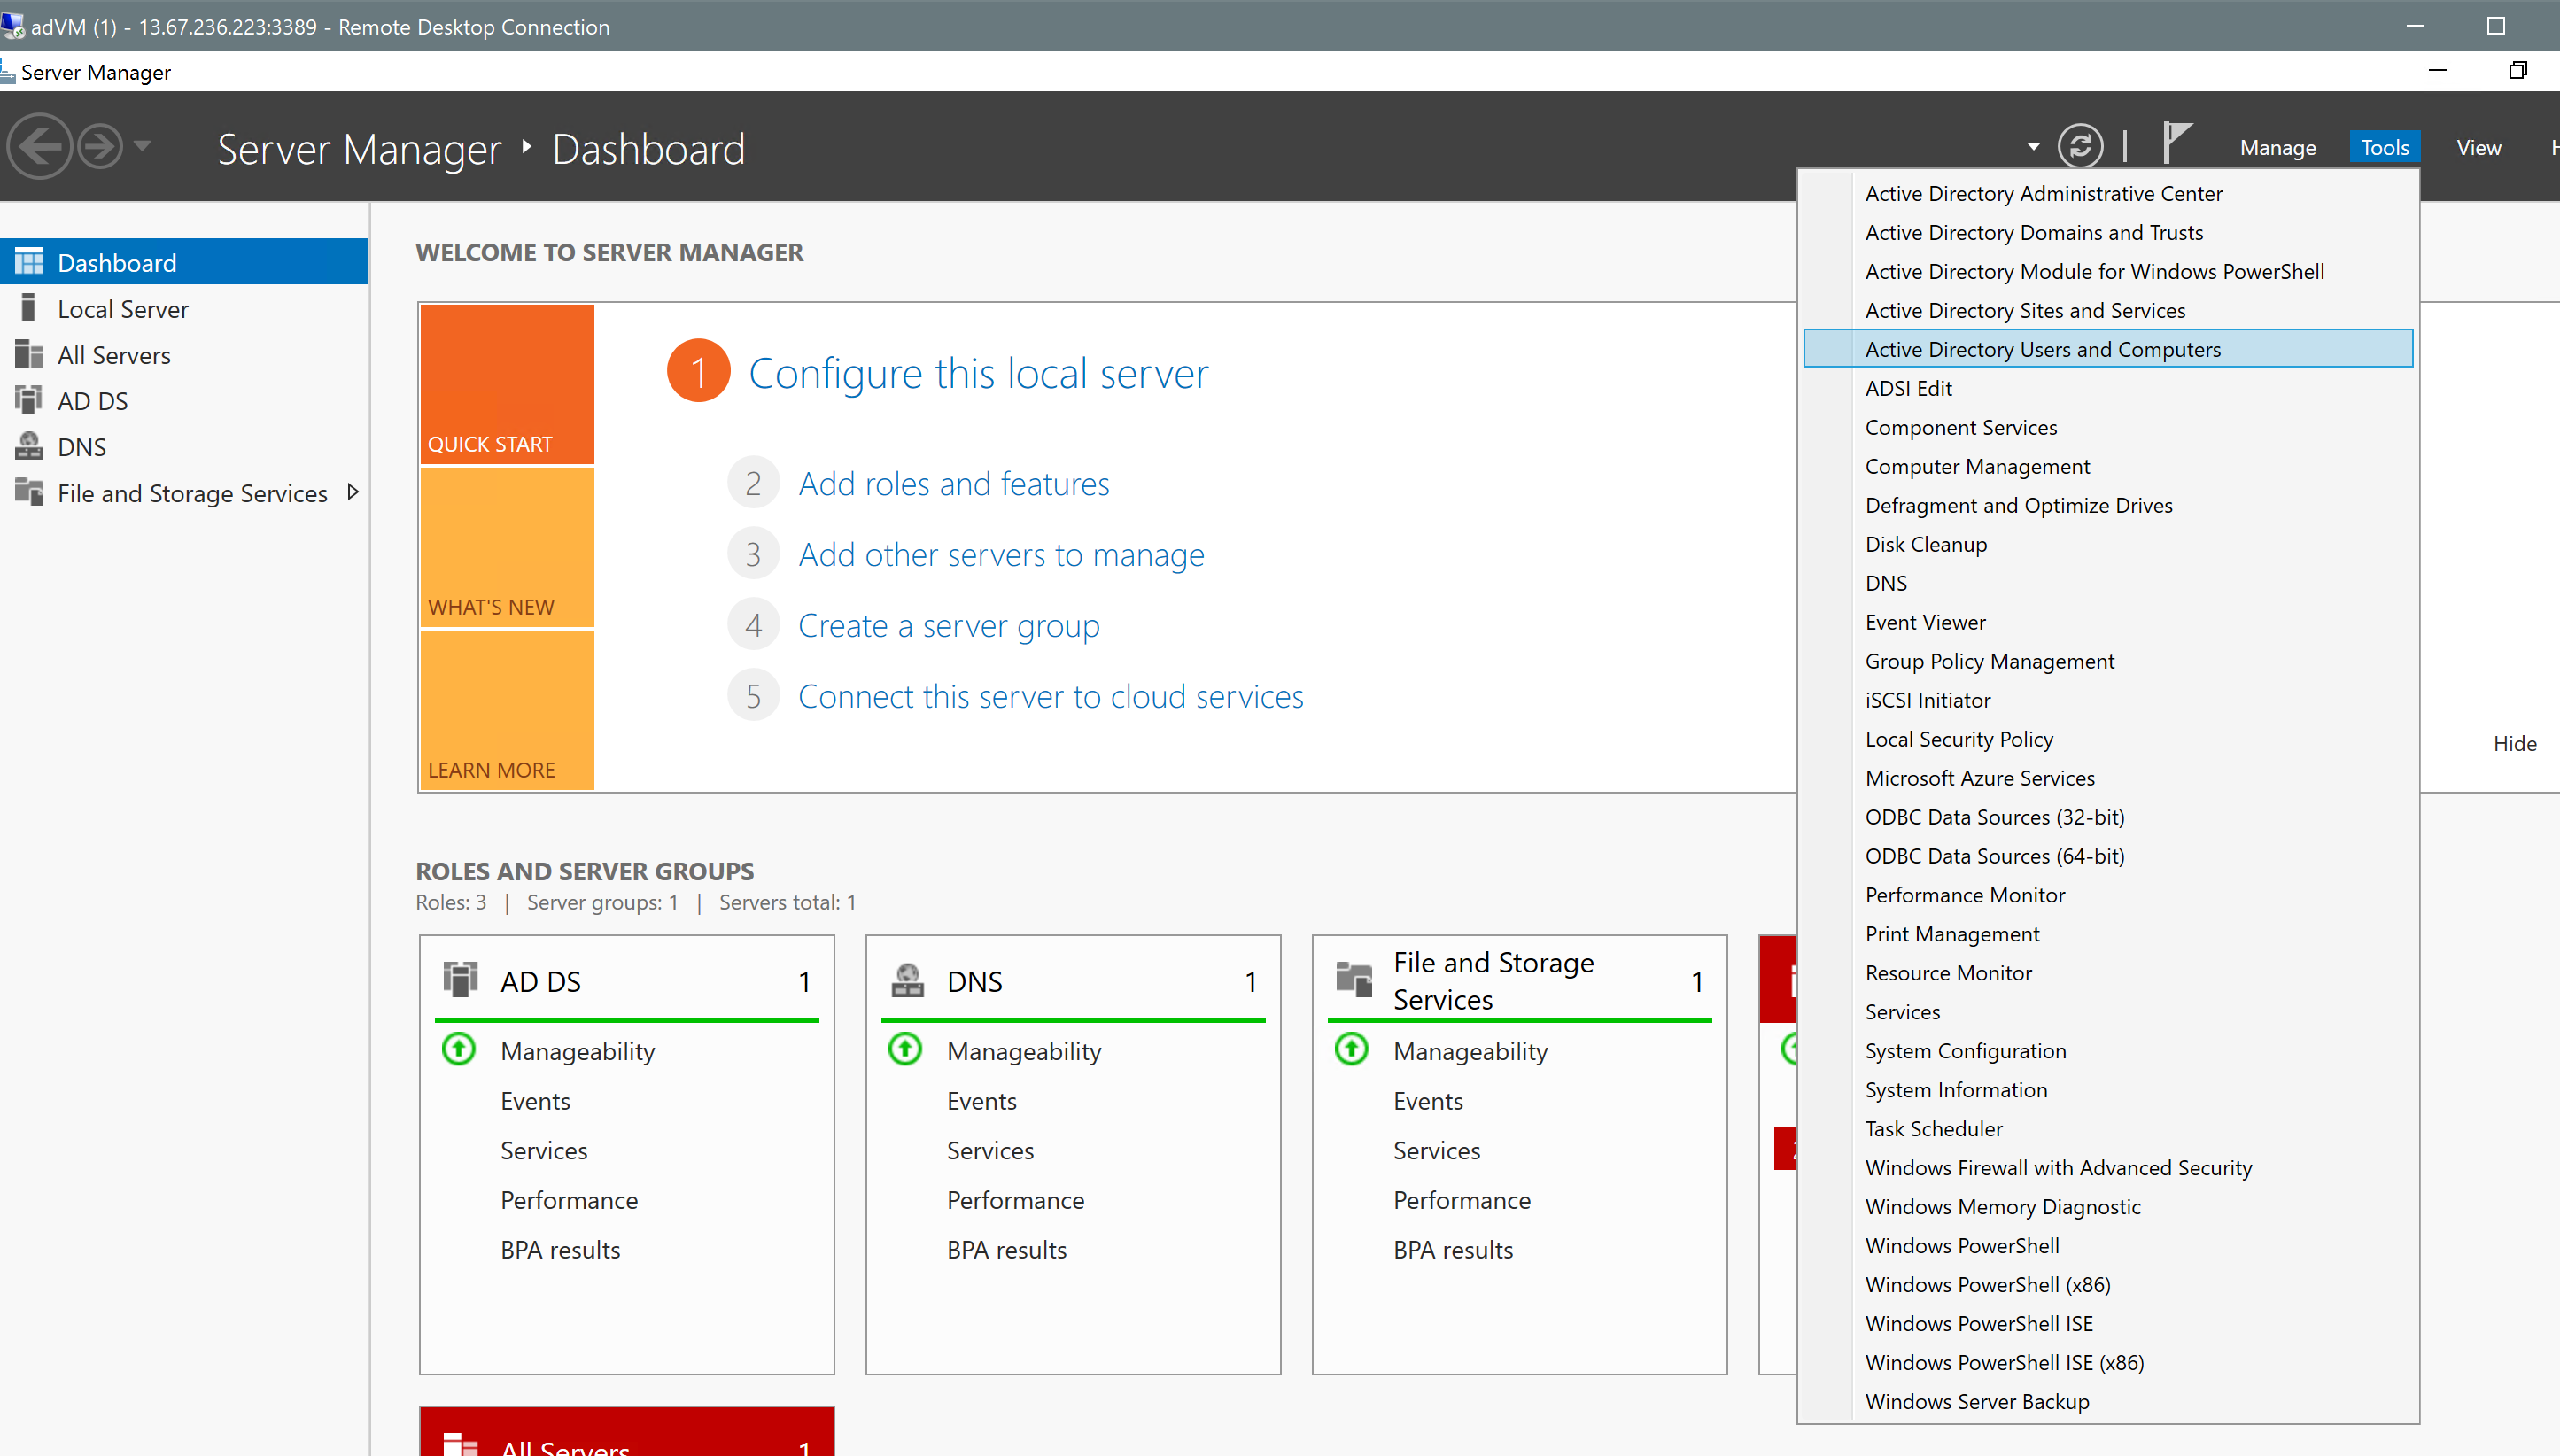 adVM (1) - 13.67.236.223:3389 - Remote Desktop Connection
Server Manager
Server Manager ‣ Dashboard
Manage
Tools
View
Dashboard
Local Server
All Servers
AD DS
DNS
File and Storage Services
WELCOME TO SERVER MANAGER
QUICK START
WHAT'S NEW
LEARN MORE
1 Configure this local server
2 Add roles and features
3 Add other servers to manage
4 Create a server group
5 Connect this server to cloud services
Hide
ROLES AND SERVER GROUPS
Roles: 3 | Server groups: 1 | Servers total: 1
AD DS 1
Manageability
Events
Services
Performance
BPA results
DNS 1
Manageability
Events
Services
Performance
BPA results
File and Storage
Services 1
Manageability
Events
Services
Performance
BPA results
All Servers 1
Active Directory Administrative Center
Active Directory Domains and Trusts
Active Directory Module for Windows PowerShell
Active Directory Sites and Services
Active Directory Users and Computers
ADSI Edit
Component Services
Computer Management
Defragment and Optimize Drives
Disk Cleanup
DNS
Event Viewer
Group Policy Management
iSCSI Initiator
Local Security Policy
Microsoft Azure Services
ODBC Data Sources (32-bit)
ODBC Data Sources (64-bit)
Performance Monitor
Print Management
Resource Monitor
Services
System Configuration
System Information
Task Scheduler
Windows Firewall with Advanced Security
Windows Memory Diagnostic
Windows PowerShell
Windows PowerShell (x86)
Windows PowerShell ISE
Windows PowerShell ISE (x86)
Windows Server Backup